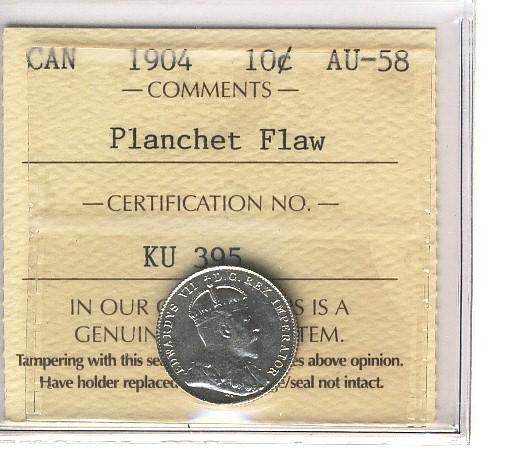 CAN 1904 10¢ AU-58
— COMMENTS —
Planchet Flaw
— CERTIFICATION NO. —
KU 395
IN OUR S IS A
GENUIN TEM.
Tampering with this se es above opinion.
Have holder replaced e/seal not intact.
EDWARDVS VII D.G. REX IMPERATOR